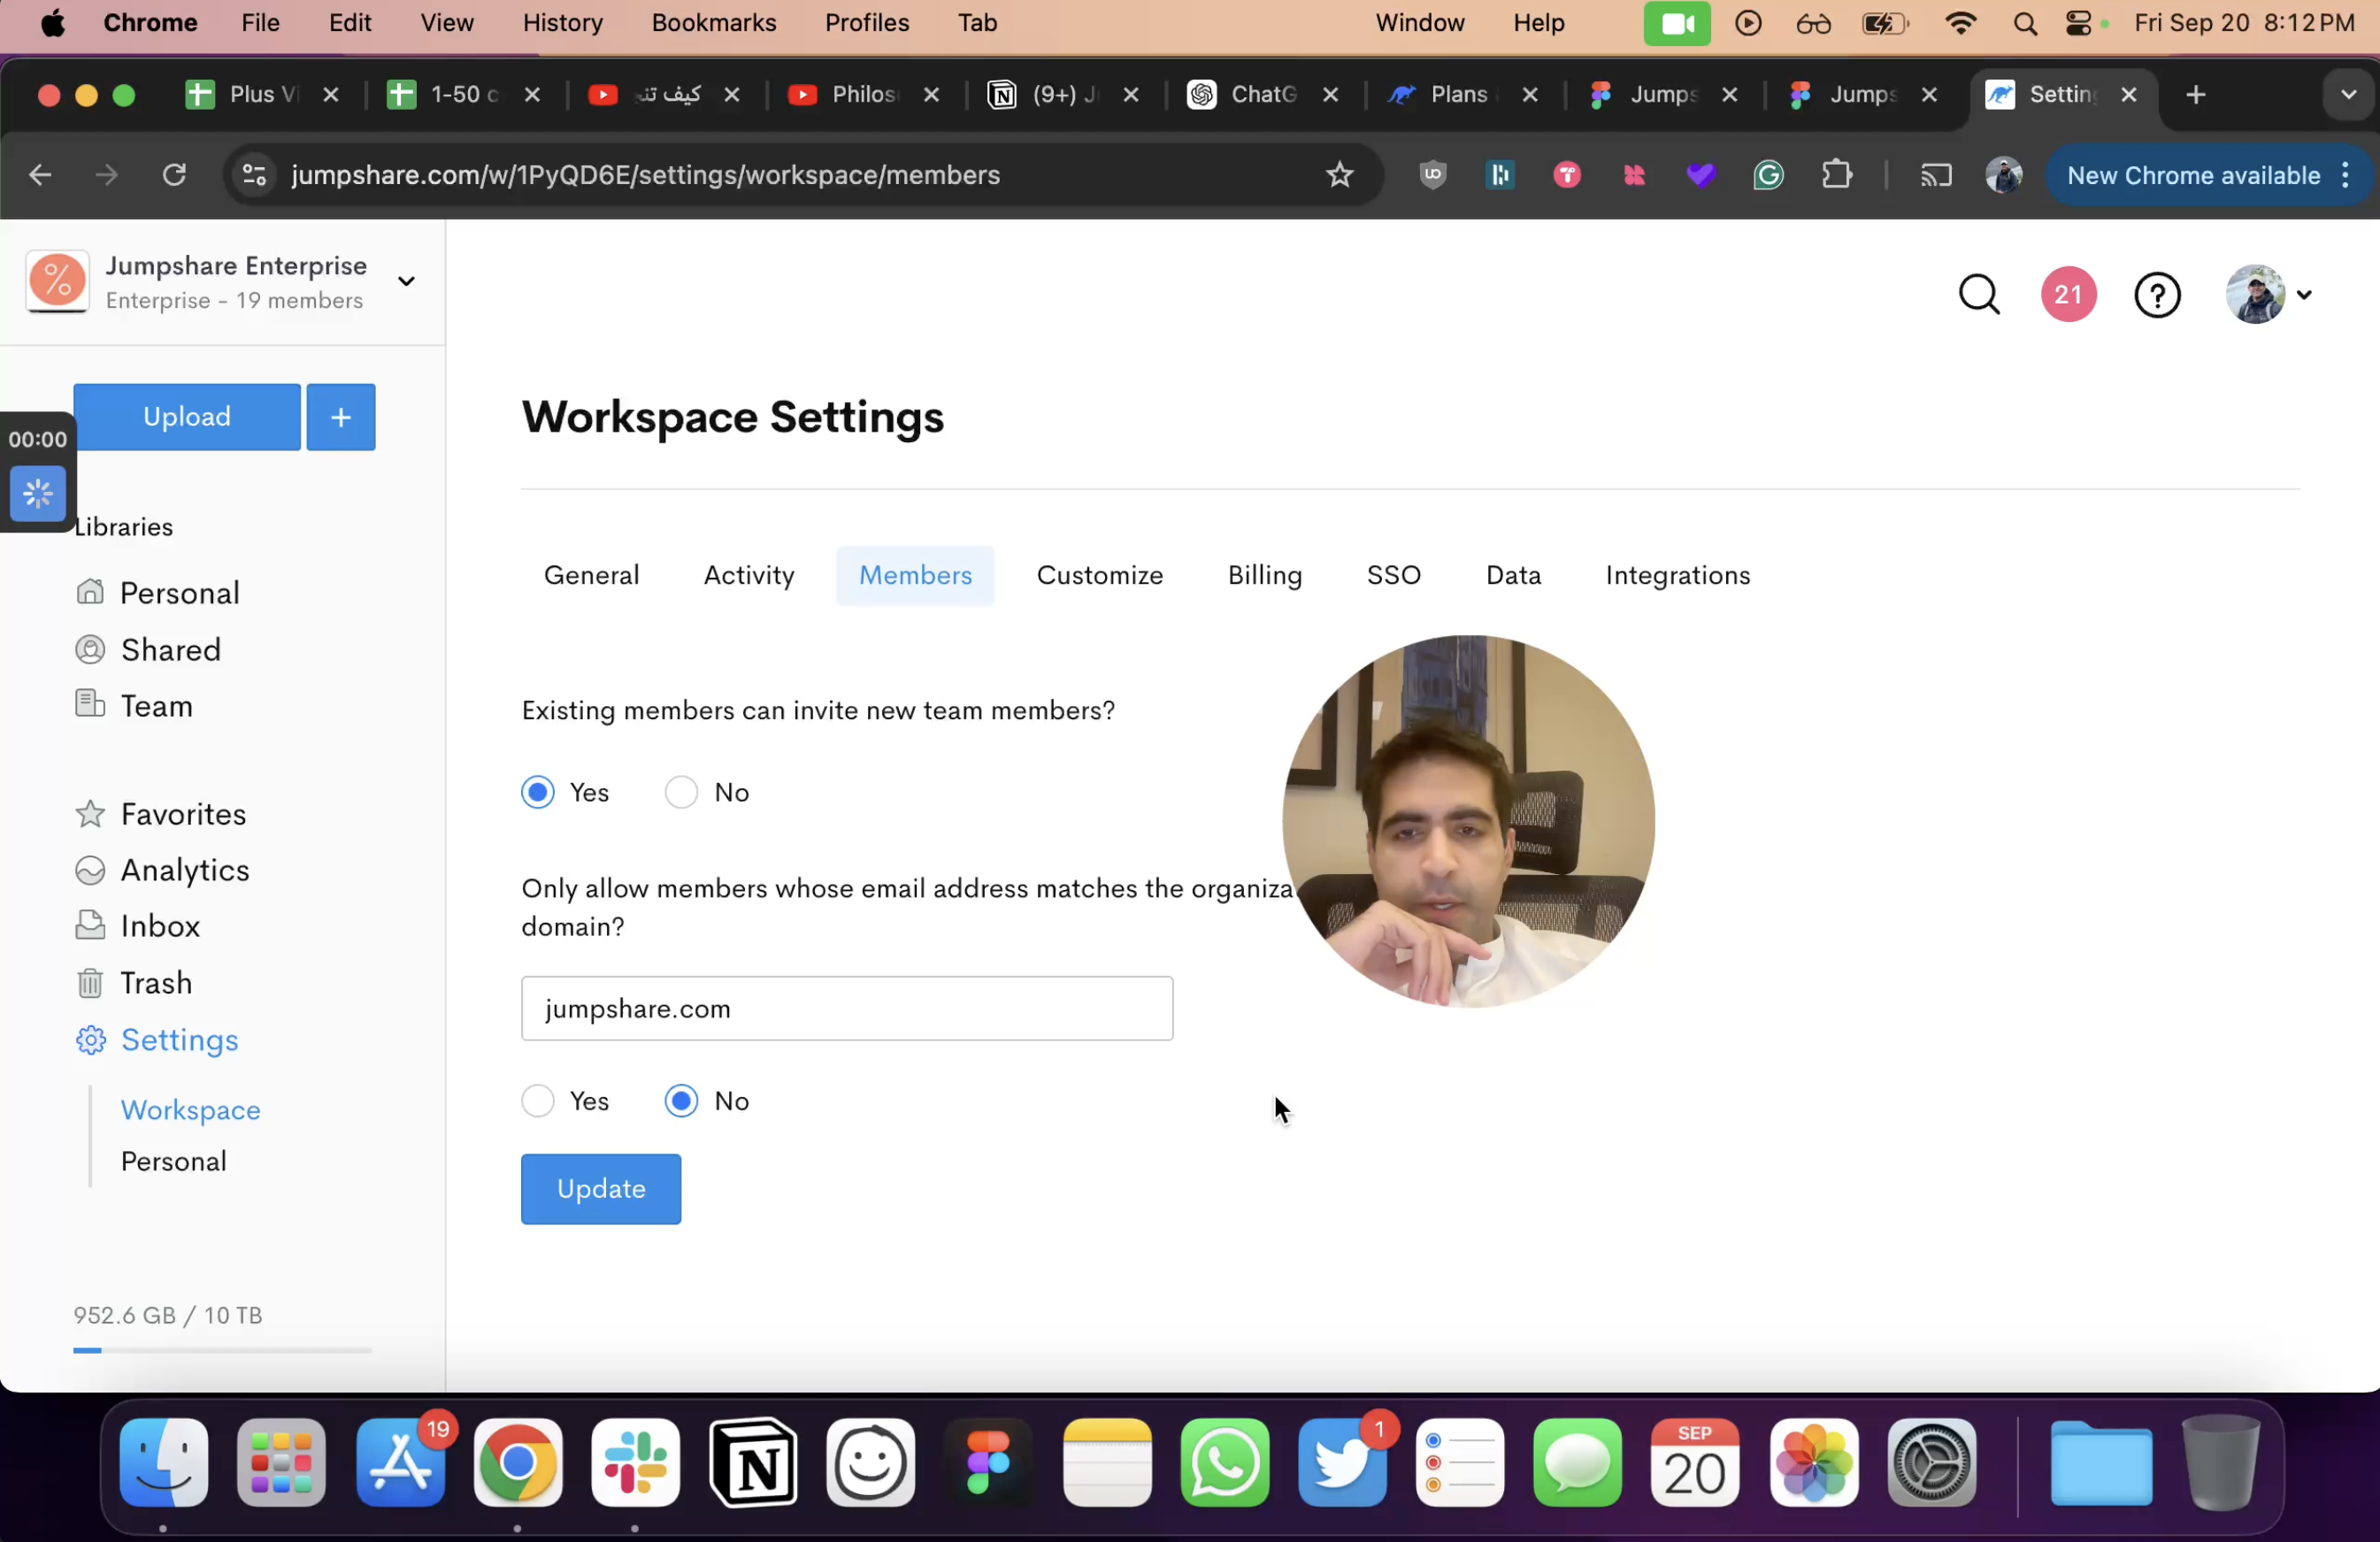 Chrome File Edit View History Bookmarks Profiles Tab Window Help Fri Sep 20 8:12 PM
Plus Vi 1-50 c كيف تنـ Philos (9+) J ChatG Plans Jumps Jumps Settin
jumpshare.com/w/1PyQD6E/settings/workspace/members
New Chrome available
Jumpshare Enterprise
Enterprise - 19 members
21
Upload +
00:00
Libraries
Personal
Shared
Team
Favorites
Analytics
Inbox
Trash
Settings
Workspace
Personal
952.6 GB / 10 TB
Workspace Settings
General Activity Members Customize Billing SSO Data Integrations
Existing members can invite new team members?
Yes No
Only allow members whose email address matches the organiza
domain?
jumpshare.com
Yes No
Update
19
1
SEP
20